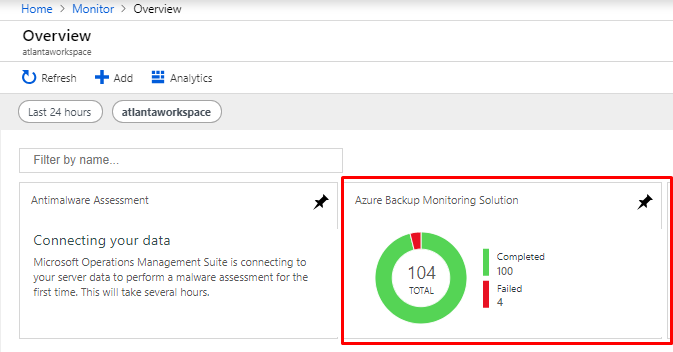 Home > Monitor > Overview
Overview
atlantaworkspace
Refresh Add Analytics
Last 24 hours atlantaworkspace
Filter by name...
Antimalware Assessment
Connecting your data
Microsoft Operations Management Suite is connecting to
your server data to perform a malware assessment for the
first time. This will take several hours.
Azure Backup Monitoring Solution
104
TOTAL
Completed
100
Failed
4